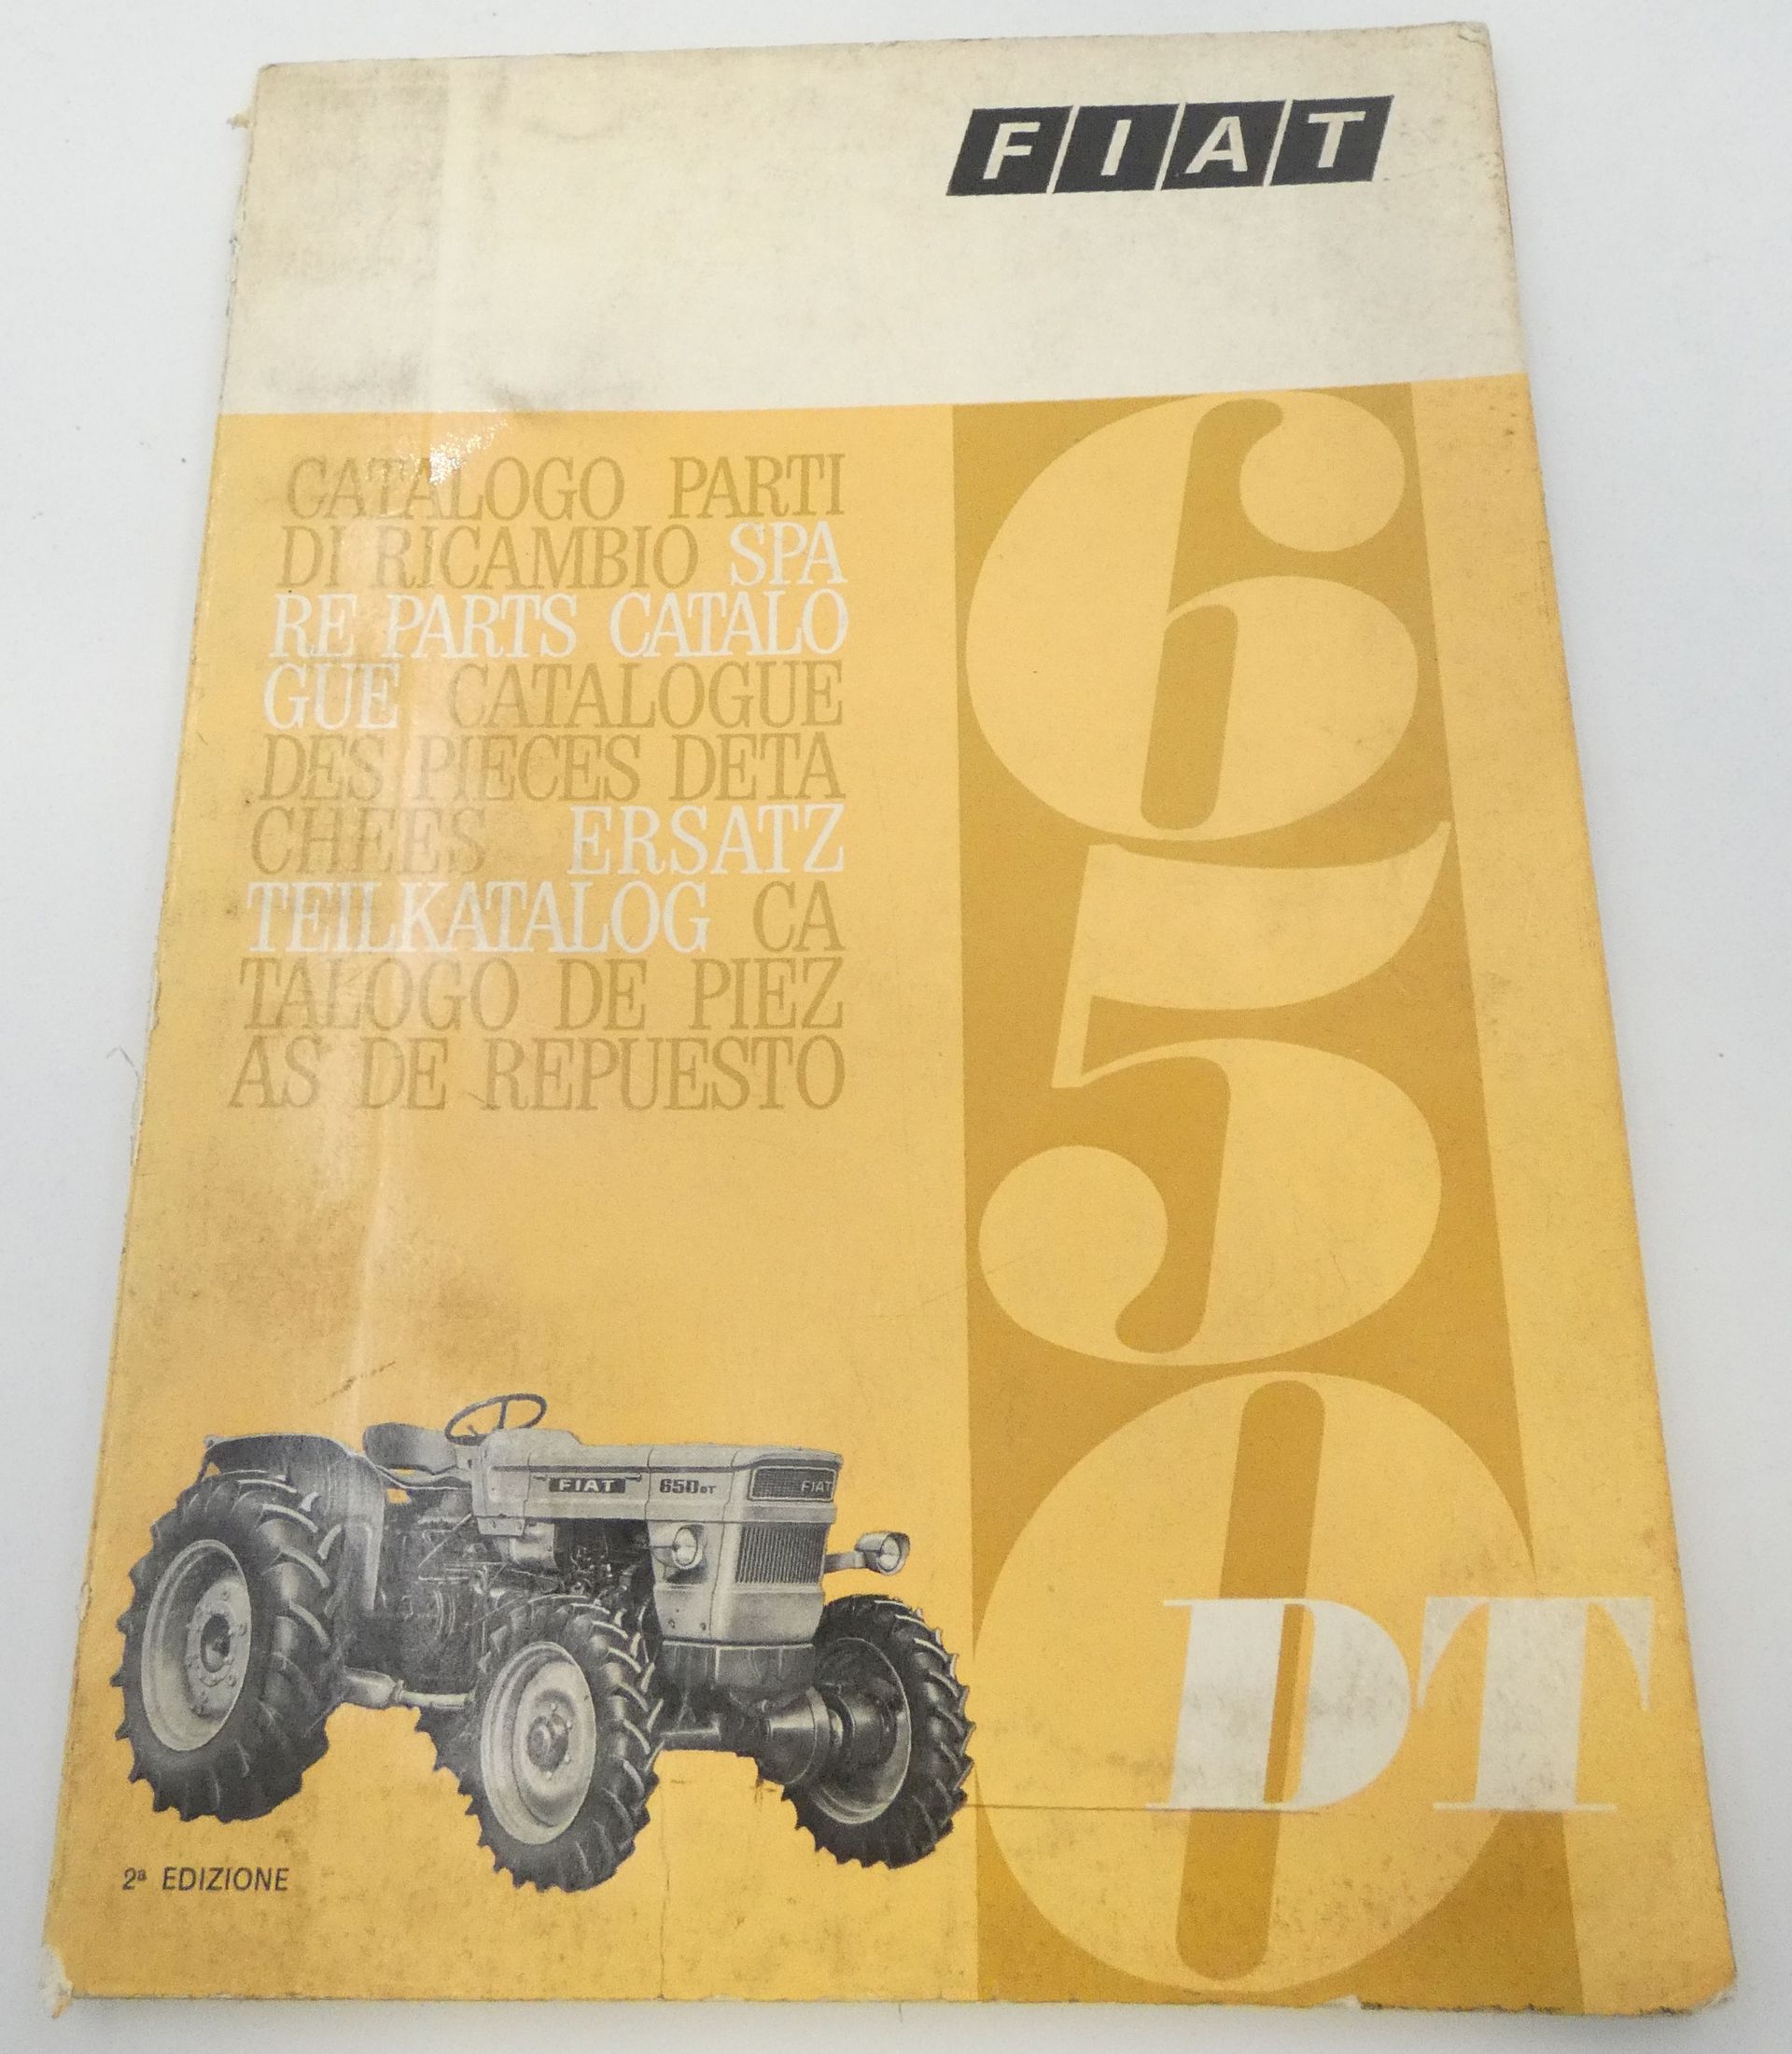 FIAT
CATALOGO PARTI
DI RICAMBIO SPA
RE PARTS CATALO
GUE CATALOGUE
DES PIECES DETA
CHEES ERSATZ
TEILKATALOG CA
TALOGO DE PIEZ
AS DE REPUESTO
650
DT
FIAT 650 DT FIAT
2ª EDIZIONE